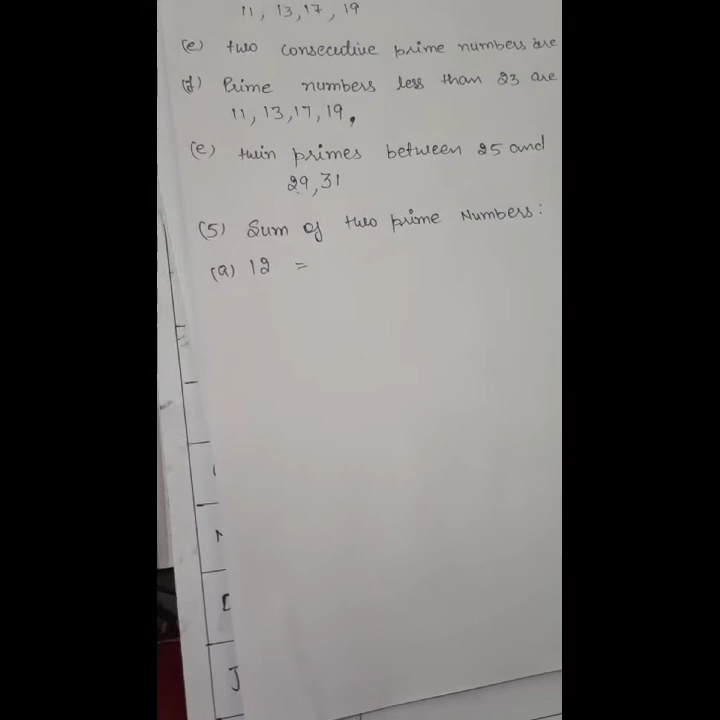 11, 13, 17, 19
(e) two consecutive prime numbers are
(d) Prime numbers less than 23 are
11, 13, 17, 19,
(e) twin primes between 25 and
29, 31
(5) Sum of two prime Numbers:
(a) 12 =
J